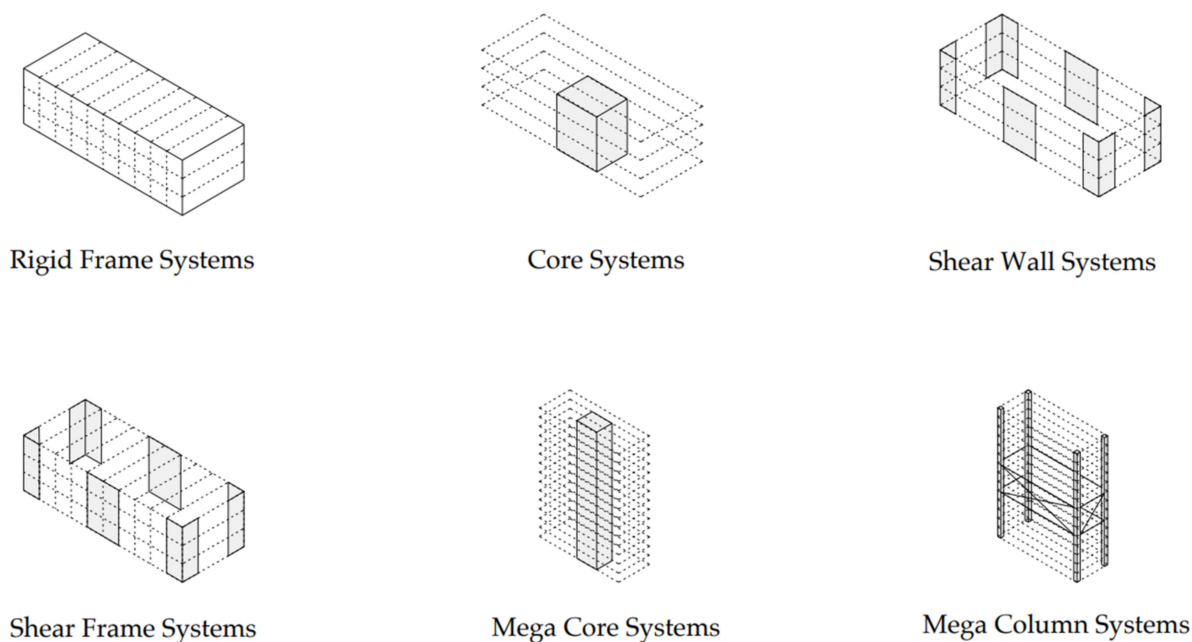 Rigid Frame Systems
Core Systems
Shear Wall Systems
Shear Frame Systems
Mega Core Systems
Mega Column Systems